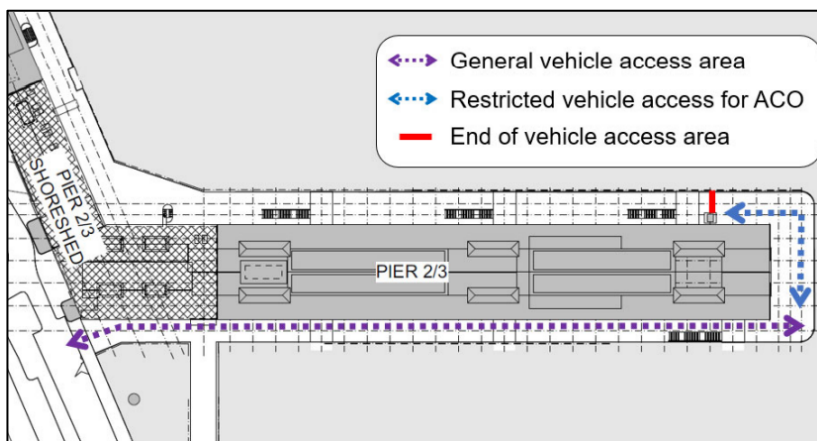 General vehicle access area
Restricted vehicle access for ACO
End of vehicle access area
PIER 2/3
SHORESHED
PIER 2/3